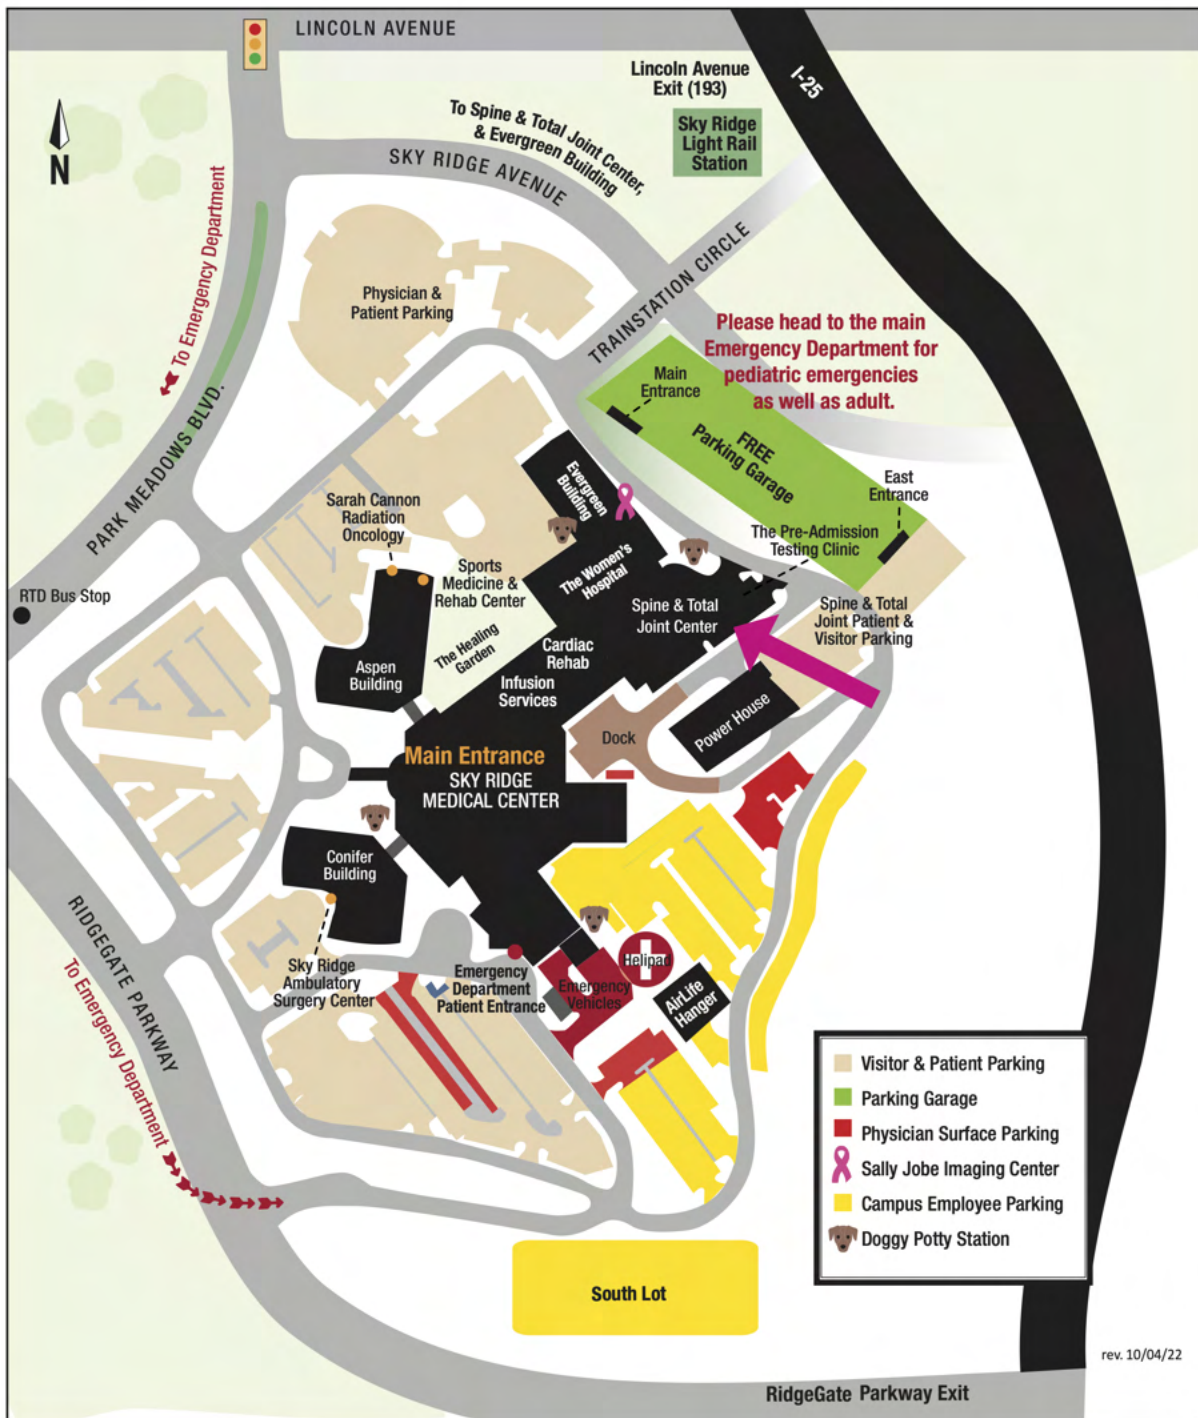 LINCOLN AVENUE
I-25
Lincoln Avenue
Exit (193)
Sky Ridge
Light Rail
Station
To Spine & Total Joint Center,
& Evergreen Building
SKY RIDGE AVENUE
N
To Emergency Department
TRAINSTATION CIRCLE
Physician &
Patient Parking
Please head to the main
Emergency Department for
pediatric emergencies
as well as adult.
Main
Entrance
FREE
Parking Garage
East
Entrance
PARK MEADOWS BLVD.
Evergreen
Building
Sarah Cannon
Radiation
Oncology
The Pre-Admission
Testing Clinic
Sports
Medicine &
Rehab Center
The Women's
Hospital
RTD Bus Stop
Spine & Total
Joint Center
Spine & Total
Joint Patient &
Visitor Parking
The Healing
Garden
Cardiac
Rehab
Aspen
Building
Infusion
Services
Power House
Dock
Main Entrance
SKY RIDGE
MEDICAL CENTER
Conifer
Building
RIDGEGATE PARKWAY
To Emergency Department
Sky Ridge
Ambulatory
Surgery Center
Emergency
Department
Patient Entrance
Emergency
Vehicles
Helipad
AirLife
Hanger
Visitor & Patient Parking
Parking Garage
Physician Surface Parking
Sally Jobe Imaging Center
Campus Employee Parking
Doggy Potty Station
South Lot
rev. 10/04/22
RidgeGate Parkway Exit